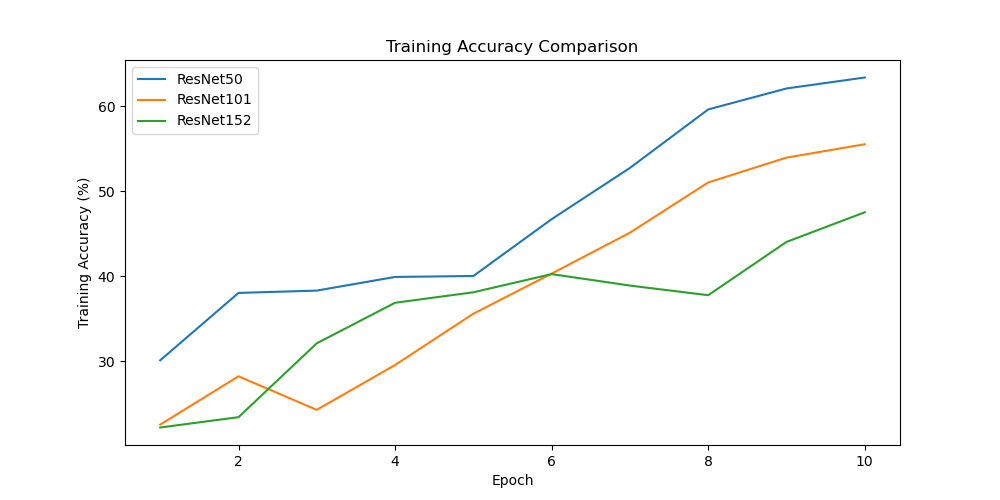 Training Accuracy Comparison
ResNet50
ResNet101
ResNet152
60
50
40
30
Training Accuracy (%)
2 4 6 8 10
Epoch